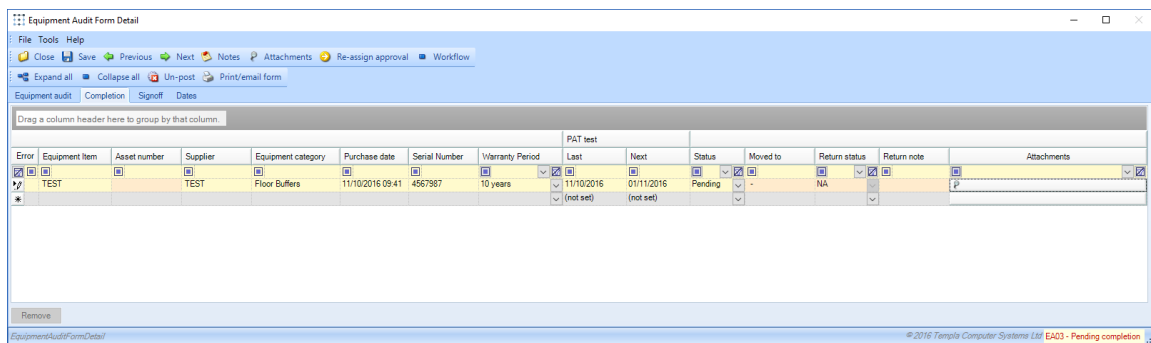 Equipment Audit Form Detail
File Tools Help
Close Save Previous Next Notes Attachments Re-assign approval Workflow
Expand all Collapse all Un-post Print/email form
Equipment audit Completion Signoff Dates
Drag a column header here to group by that column.
PAT test
Error Equipment Item Asset number Supplier Equipment category Purchase date Serial Number Warranty Period Last Next Status Moved to Return status Return note Attachments
TEST TEST Floor Buffers 11/10/2016 09:41 4567987 10 years 11/10/2016 01/11/2016 Pending - NA
(not set) (not set)
Remove
EquipmentAuditFormDetail © 2016 Templa Computer Systems Ltd EA03 - Pending completion